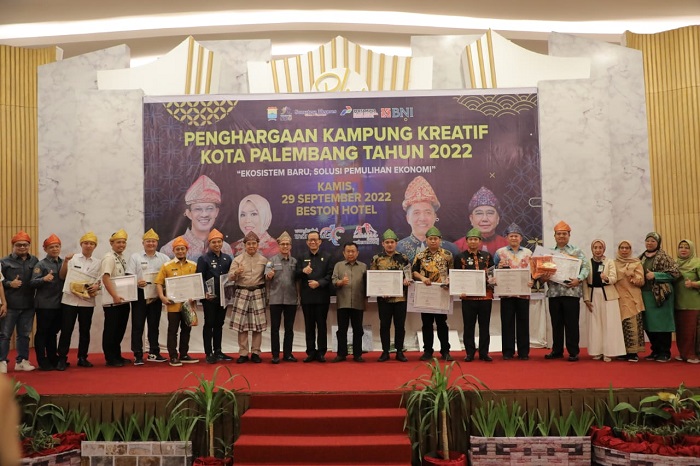 BNI
PENGHARGAAN KAMPUNG KREATIF
KOTA PALEMBANG TAHUN 2022
“EKOSISTEM BARU, SOLUSI PEMULIHAN EKONOMI”
KAMIS,
29 SEPTEMBER 2022
BESTON HOTEL